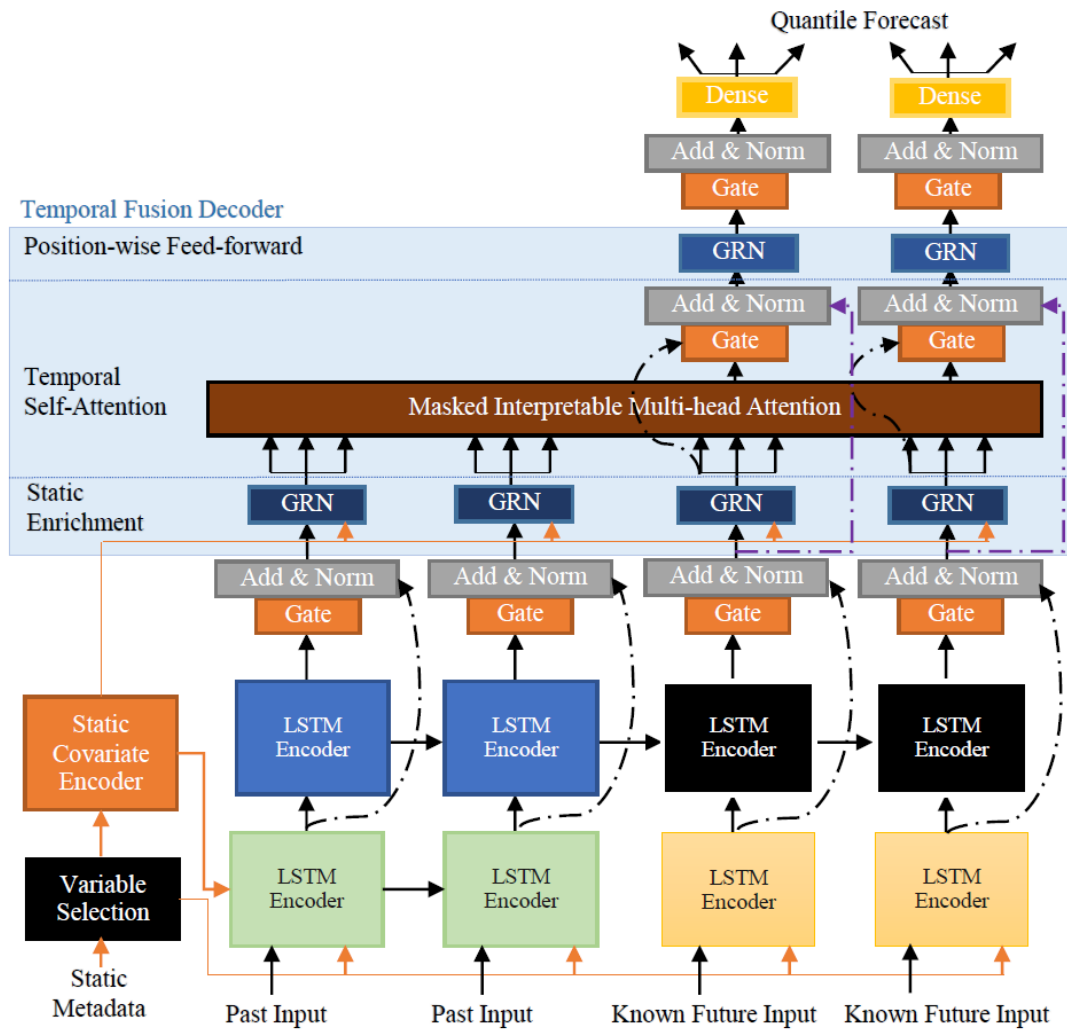 Quantile Forecast
Dense
Dense
Add & Norm
Add & Norm
Gate
Gate
Temporal Fusion Decoder
Position-wise Feed-forward
GRN
GRN
Add & Norm
Add & Norm
Gate
Gate
Temporal
Self-Attention
Masked Interpretable Multi-head Attention
Static
Enrichment
GRN
GRN
GRN
GRN
Add & Norm
Add & Norm
Add & Norm
Add & Norm
Gate
Gate
Gate
Gate
Static
Covariate
Encoder
LSTM
Encoder
LSTM
Encoder
LSTM
Encoder
LSTM
Encoder
Variable
Selection
LSTM
Encoder
LSTM
Encoder
LSTM
Encoder
LSTM
Encoder
Static
Metadata
Past Input
Past Input
Known Future Input
Known Future Input